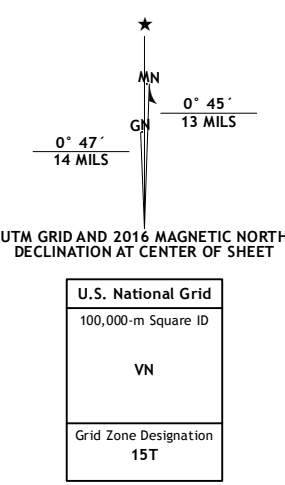 MN
0° 45´
GN
13 MILS
0° 47´
14 MILS
UTM GRID AND 2016 MAGNETIC NORTH
DECLINATION AT CENTER OF SHEET
U.S. National Grid
100,000-m Square ID
VN
Grid Zone Designation
15T